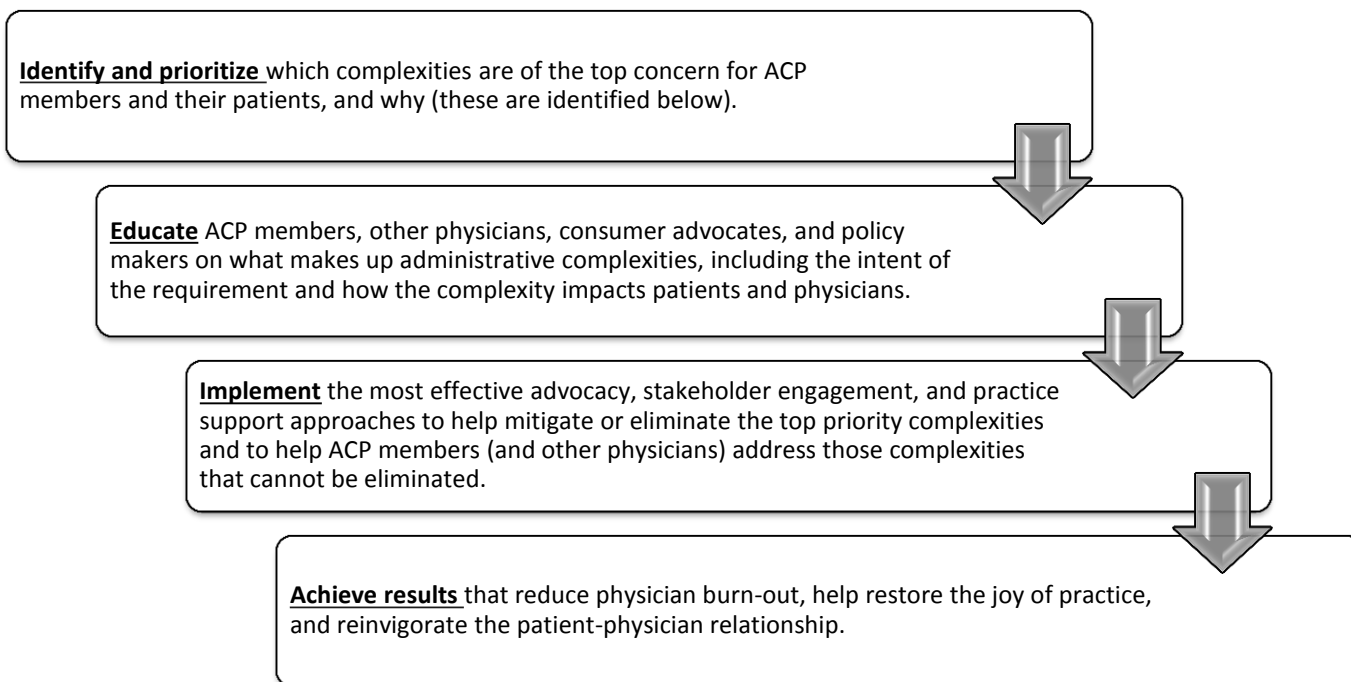 Identify and prioritize which complexities are of the top concern for ACP
members and their patients, and why (these are identified below).
Educate ACP members, other physicians, consumer advocates, and policy
makers on what makes up administrative complexities, including the intent of
the requirement and how the complexity impacts patients and physicians.
Implement the most effective advocacy, stakeholder engagement, and practice
support approaches to help mitigate or eliminate the top priority complexities
and to help ACP members (and other physicians) address those complexities
that cannot be eliminated.
Achieve results that reduce physician burn-out, help restore the joy of practice,
and reinvigorate the patient-physician relationship.